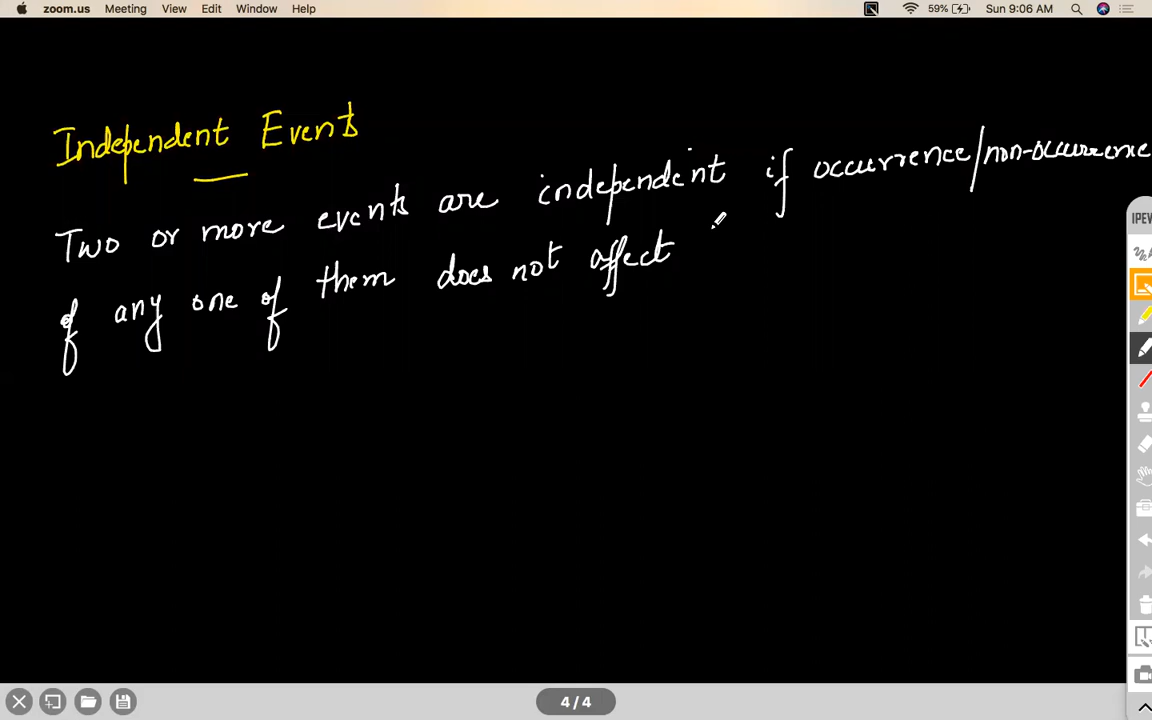 zoom.us Meeting View Edit Window Help 59% Sun 9:06 AM
Independent Events
Two or more events are independent if occurrence/non-occurrence
of any one of them does not affect
IPEV
4/4